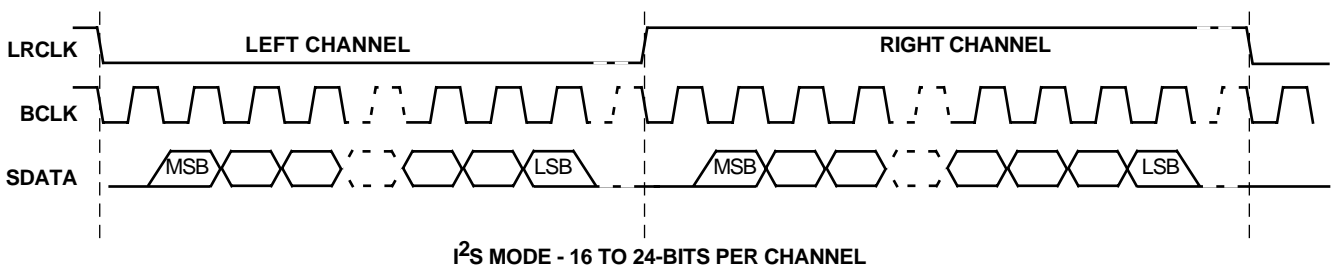 LRCLK
LEFT CHANNEL
RIGHT CHANNEL
BCLK
SDATA
MSB
LSB
MSB
LSB
I²S MODE - 16 TO 24-BITS PER CHANNEL